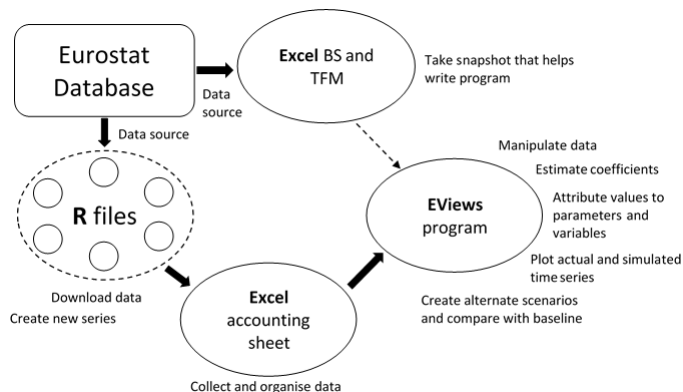 Eurostat
Database
Data
source
Data source
Excel BS and
TFM
Take snapshot that helps
write program
R files
Download data
Create new series
Excel
accounting
sheet
Collect and organise data
EViews
program
Manipulate data
Estimate coefficients
Attribute values to
parameters and
variables
Plot actual and simulated
time series
Create alternate scenarios
and compare with baseline